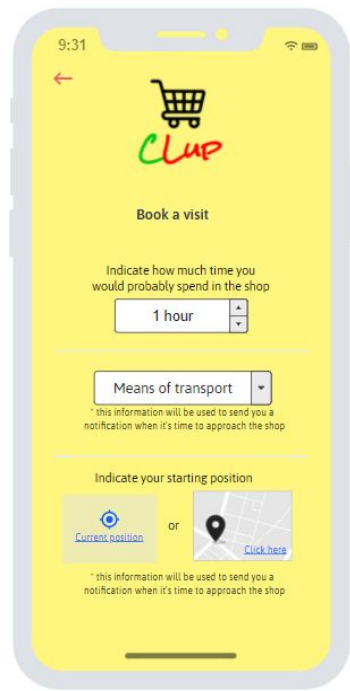 9:31
CLup
Book a visit
Indicate how much time you
would probably spend in the shop
1 hour
Means of transport
* this information will be used to send you a
notification when it's time to approach the shop
Indicate your starting position
Current position
or
Click here
* this information will be used to send you a
notification when it's time to approach the shop